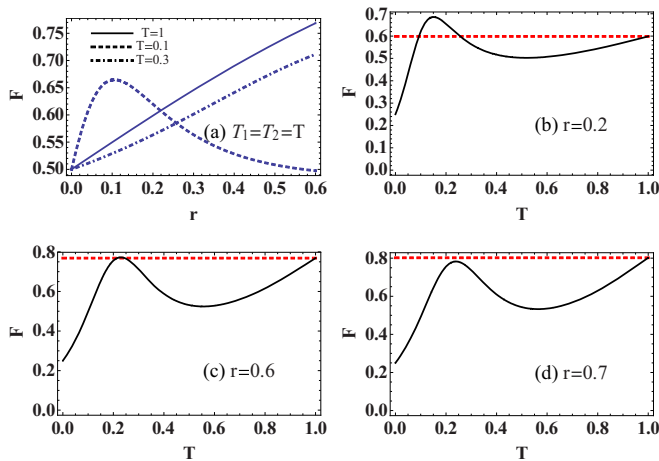 T=1
T=0.1
T=0.3
(a) T₁=T₂=T
F
0.75
0.70
0.65
0.60
0.55
0.50
0.0 0.1 0.2 0.3 0.4 0.5 0.6
r
(b) r=0.2
F
0.7
0.6
0.5
0.4
0.3
0.2
0.1
0.0
0.0 0.2 0.4 0.6 0.8 1.0
T
(c) r=0.6
F
0.8
0.6
0.4
0.2
0.0
0.0 0.2 0.4 0.6 0.8 1.0
T
(d) r=0.7
F
0.8
0.6
0.4
0.2
0.0
0.0 0.2 0.4 0.6 0.8 1.0
T